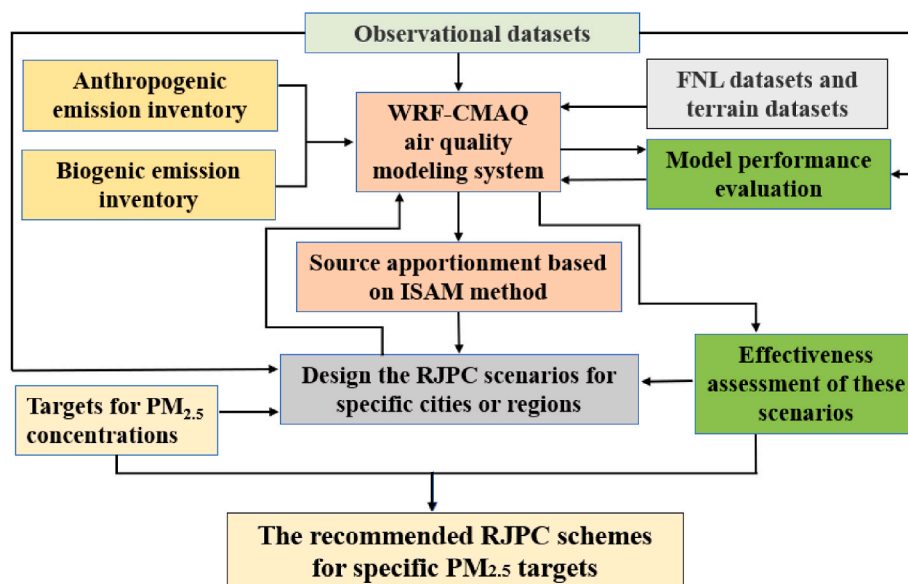 Observational datasets
Anthropogenic
emission inventory
FNL datasets and
terrain datasets
WRF-CMAQ
air quality
modeling system
Biogenic emission
inventory
Model performance
evaluation
Source apportionment based
on ISAM method
Design the RJPC scenarios for
specific cities or regions
Effectiveness
assessment of these
scenarios
Targets for PM₂.₅
concentrations
The recommended RJPC schemes
for specific PM₂.₅ targets